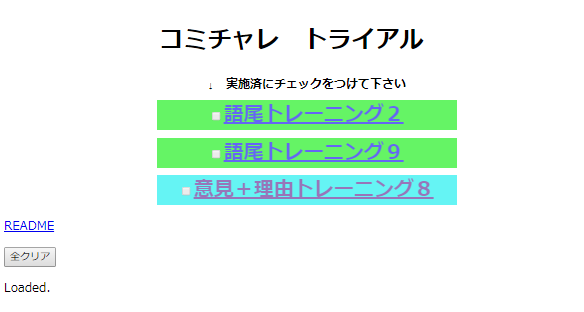 コミチャレ　トライアル
↓　実施済にチェックをつけて下さい
語尾トレーニング２
語尾トレーニング９
意見＋理由トレーニング８
README
全クリア
Loaded.